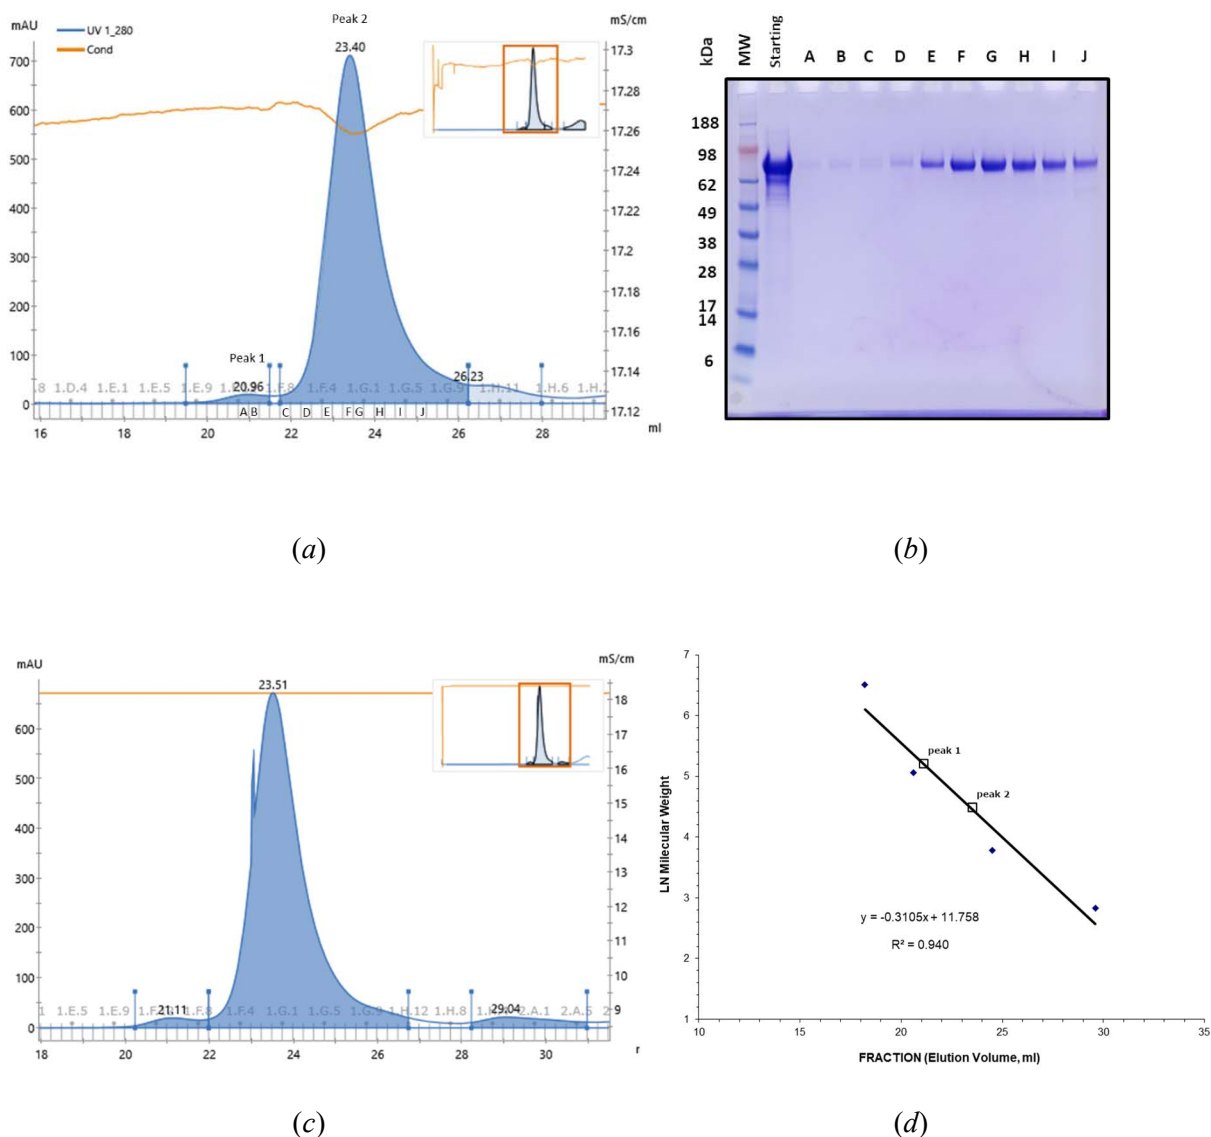 Peak 2
mAU
UV 1_280
Cond
23.40
mS/cm
700
600
500
400
300
200
100
0
17.3
17.28
17.26
17.24
17.22
17.2
17.18
17.16
17.14
17.12
Peak 1
20.96
26.23
1.D.4 1.E.1 1.E.5 1.E.9 1.F.8 1.F.4 1.G.1 1.G.5 1.H.11 1.H.6
A B C D E F G H I J
16 18 20 22 24 26 28
ml
(a)
kDa MW Starting A B C D E F G H I J
188
98
62
49
38
28
17
14
6
(b)
mAU
23.51
mS/cm
600
500
400
300
200
100
0
18
17
16
15
14
13
12
11
10
9
21.11
29.04
1.E.5 1.E.9 1.F.8 1.F.4 1.G.1 1.G.5 1.H.12 1.H.8 2.A.1
18 20 22 24 26 28 30
(c)
7
6
5
4
3
2
1
LN Milecular Weight
peak 1
peak 2
y = -0.3105x + 11.758
R² = 0.940
10 15 20 25 30 35
FRACTION (Elution Volume, ml)
(d)